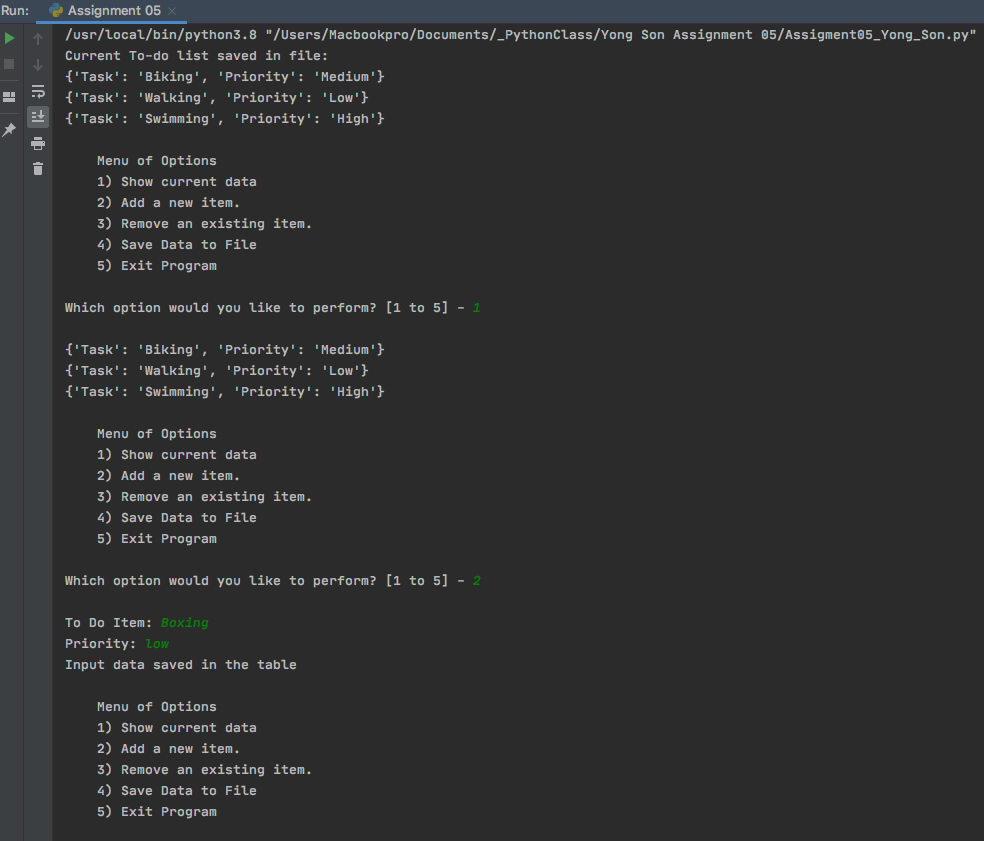 Run: Assignment 05
/usr/local/bin/python3.8 "/Users/Macbookpro/Documents/_PythonClass/Yong Son Assignment 05/Assigment05_Yong_Son.py"
Current To-do list saved in file:
{'Task': 'Biking', 'Priority': 'Medium'}
{'Task': 'Walking', 'Priority': 'Low'}
{'Task': 'Swimming', 'Priority': 'High'}
Menu of Options
1) Show current data
2) Add a new item.
3) Remove an existing item.
4) Save Data to File
5) Exit Program
Which option would you like to perform? [1 to 5] - 1
{'Task': 'Biking', 'Priority': 'Medium'}
{'Task': 'Walking', 'Priority': 'Low'}
{'Task': 'Swimming', 'Priority': 'High'}
Menu of Options
1) Show current data
2) Add a new item.
3) Remove an existing item.
4) Save Data to File
5) Exit Program
Which option would you like to perform? [1 to 5] - 2
To Do Item: Boxing
Priority: low
Input data saved in the table
Menu of Options
1) Show current data
2) Add a new item.
3) Remove an existing item.
4) Save Data to File
5) Exit Program